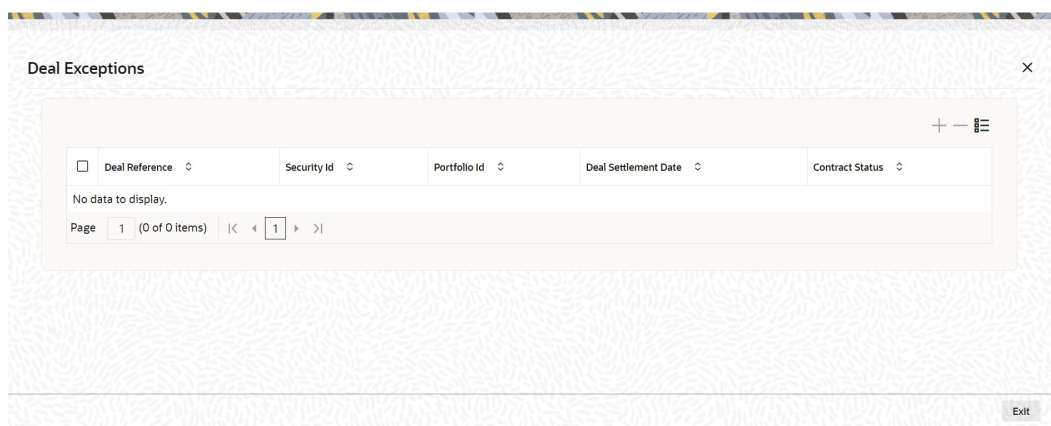 Deal Exceptions
Deal Reference Security Id Portfolio Id Deal Settlement Date Contract Status
No data to display.
Page 1 (0 of 0 items) 1
Exit